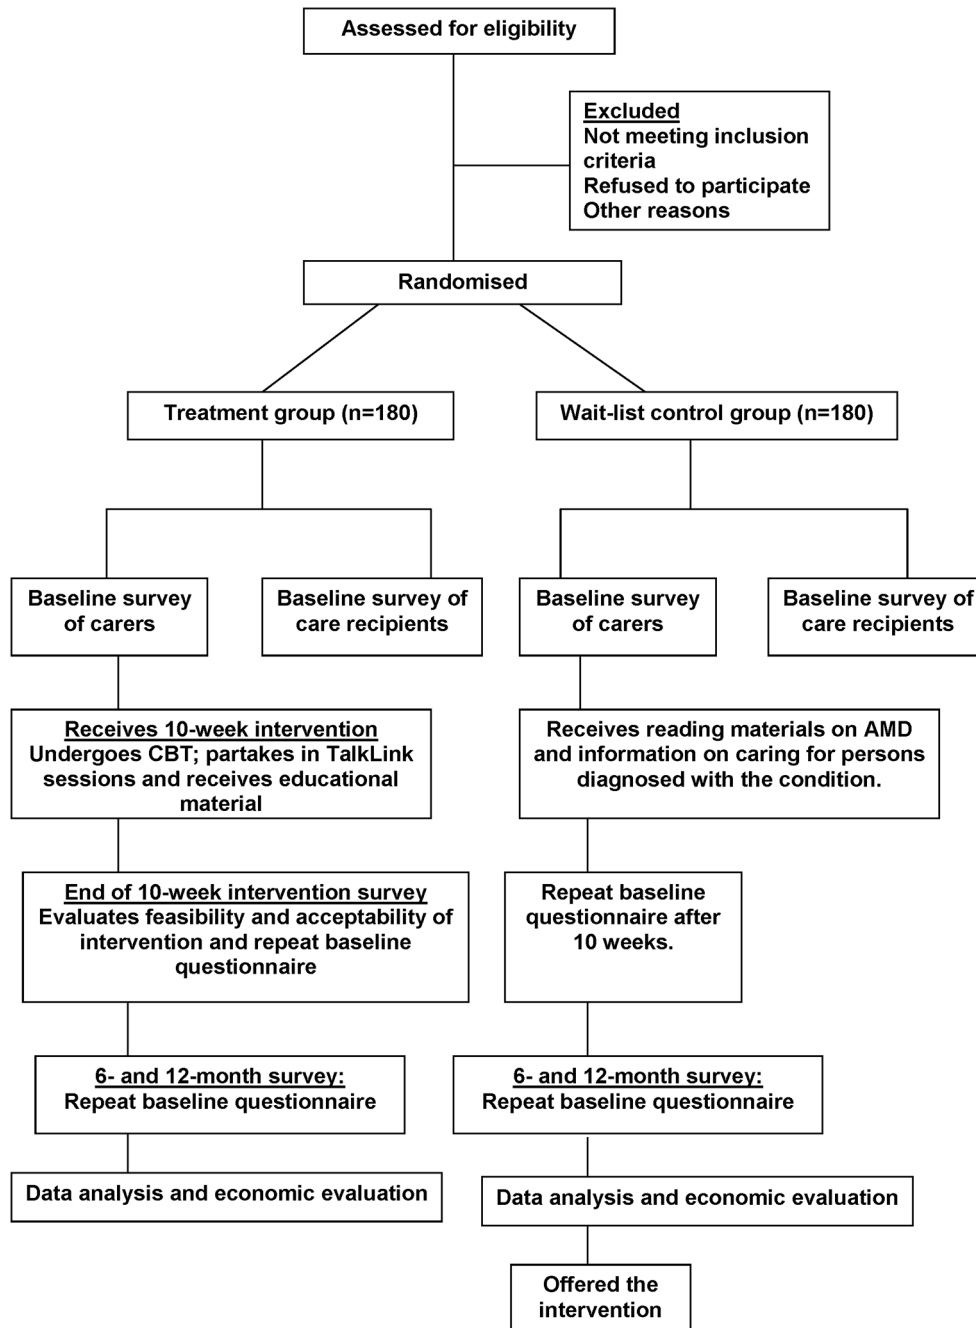 Assessed for eligibility
Excluded
Not meeting inclusion
criteria
Refused to participate
Other reasons
Randomised
Treatment group (n=180)
Wait-list control group (n=180)
Baseline survey
of carers
Baseline survey of
care recipients
Baseline survey
of carers
Baseline survey of
care recipients
Receives 10-week intervention
Undergoes CBT; partakes in TalkLink
sessions and receives educational
material
Receives reading materials on AMD
and information on caring for persons
diagnosed with the condition.
End of 10-week intervention survey
Evaluates feasibility and acceptability of
intervention and repeat baseline
questionnaire
Repeat baseline
questionnaire after
10 weeks.
6- and 12-month survey:
Repeat baseline questionnaire
6- and 12-month survey:
Repeat baseline questionnaire
Data analysis and economic evaluation
Data analysis and economic evaluation
Offered the
intervention